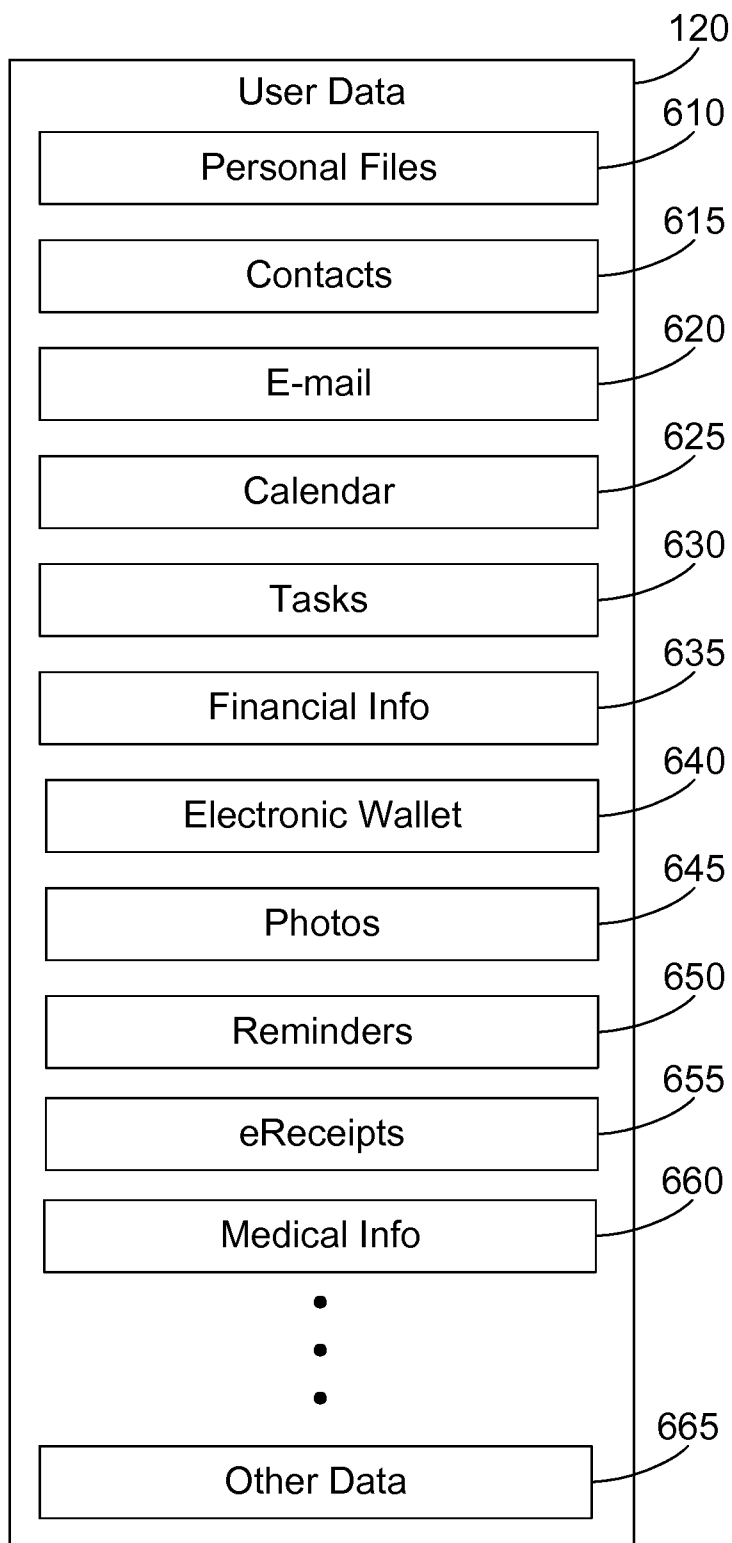 120
User Data
610
Personal Files
615
Contacts
620
E-mail
625
Calendar
630
Tasks
635
Financial Info
640
Electronic Wallet
645
Photos
650
Reminders
655
eReceipts
660
Medical Info
665
Other Data